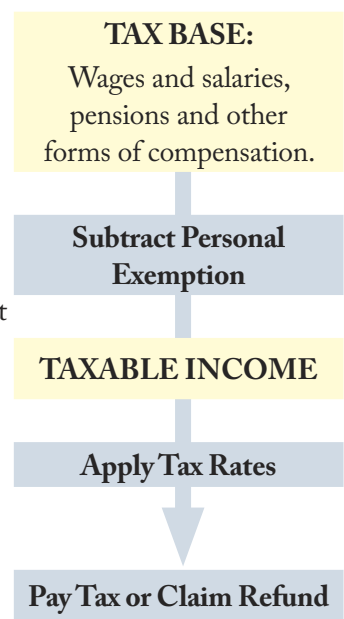 TAX BASE:
Wages and salaries,
pensions and other
forms of compensation.
Subtract Personal
Exemption
t
TAXABLE INCOME
Apply Tax Rates
Pay Tax or Claim Refund